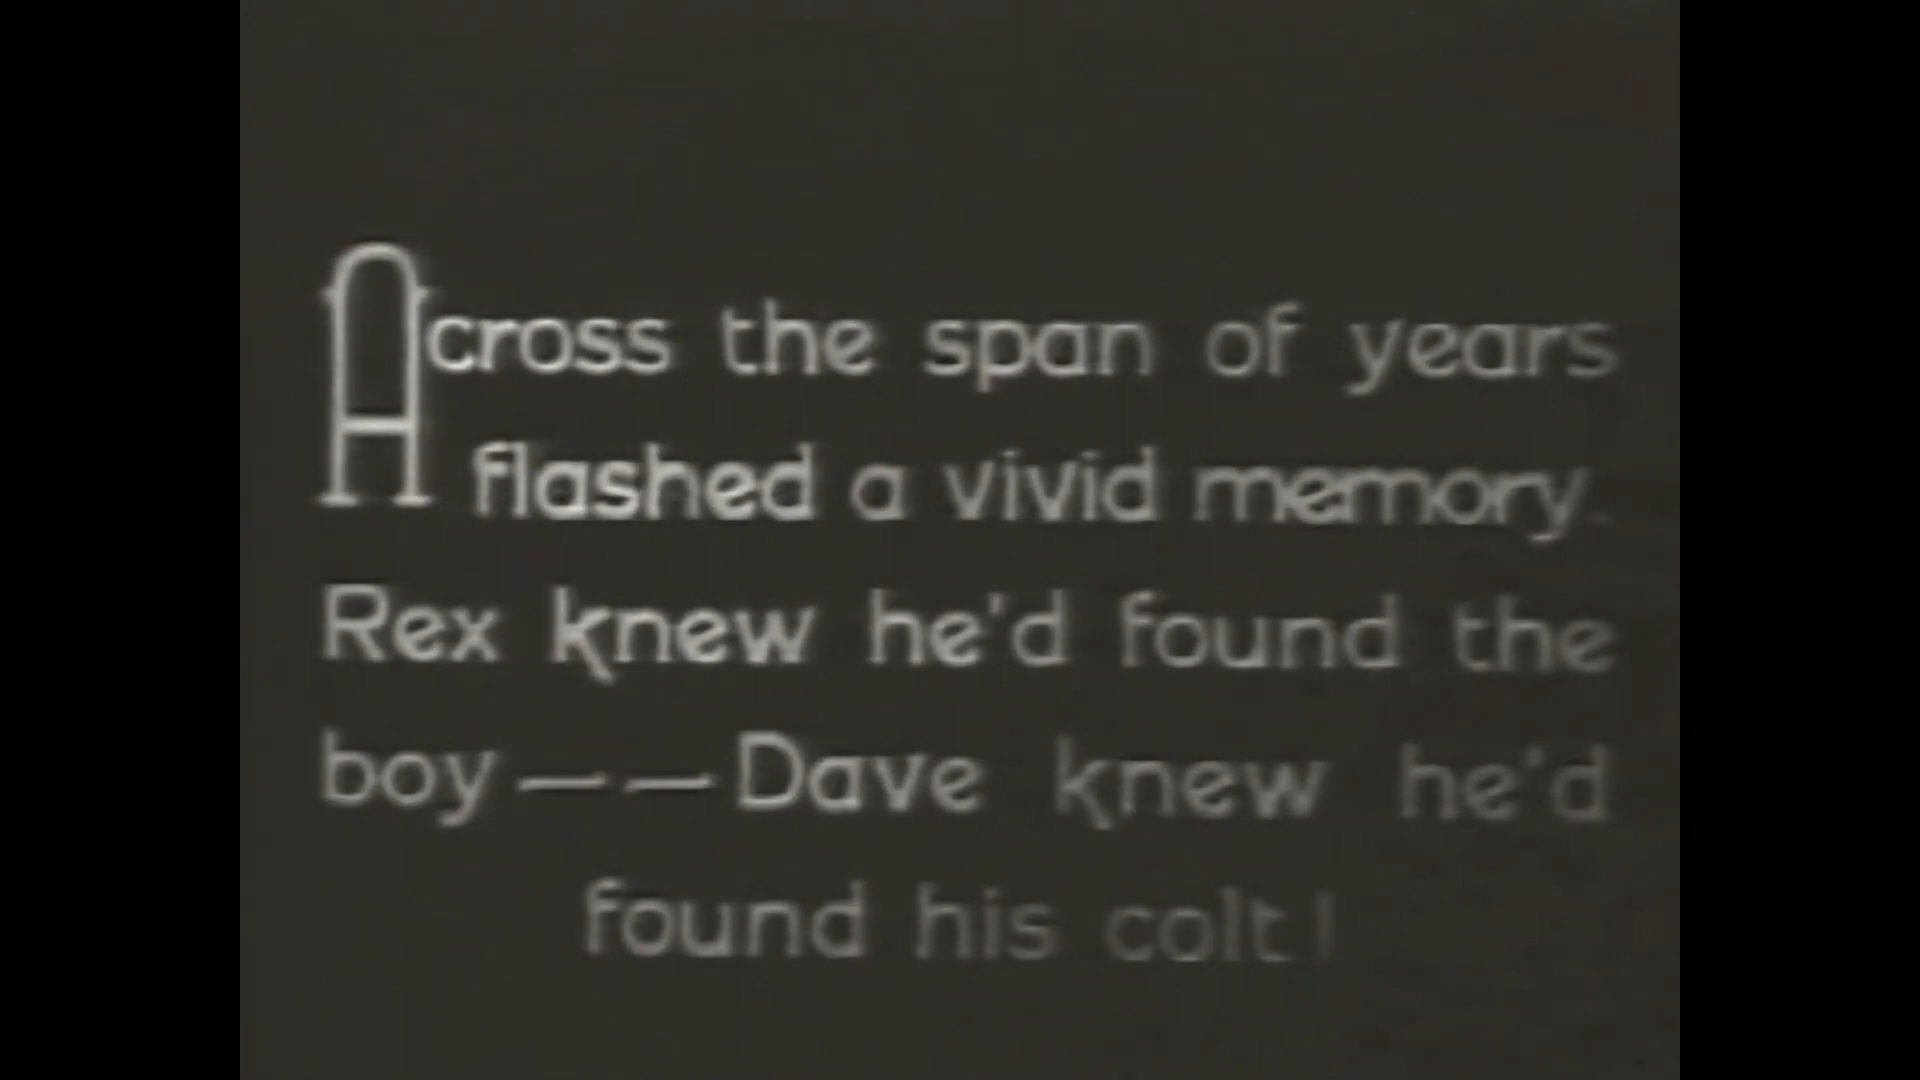 Across the span of years
flashed a vivid memory.
Rex knew he'd found the
boy——Dave knew he'd
found his colt!